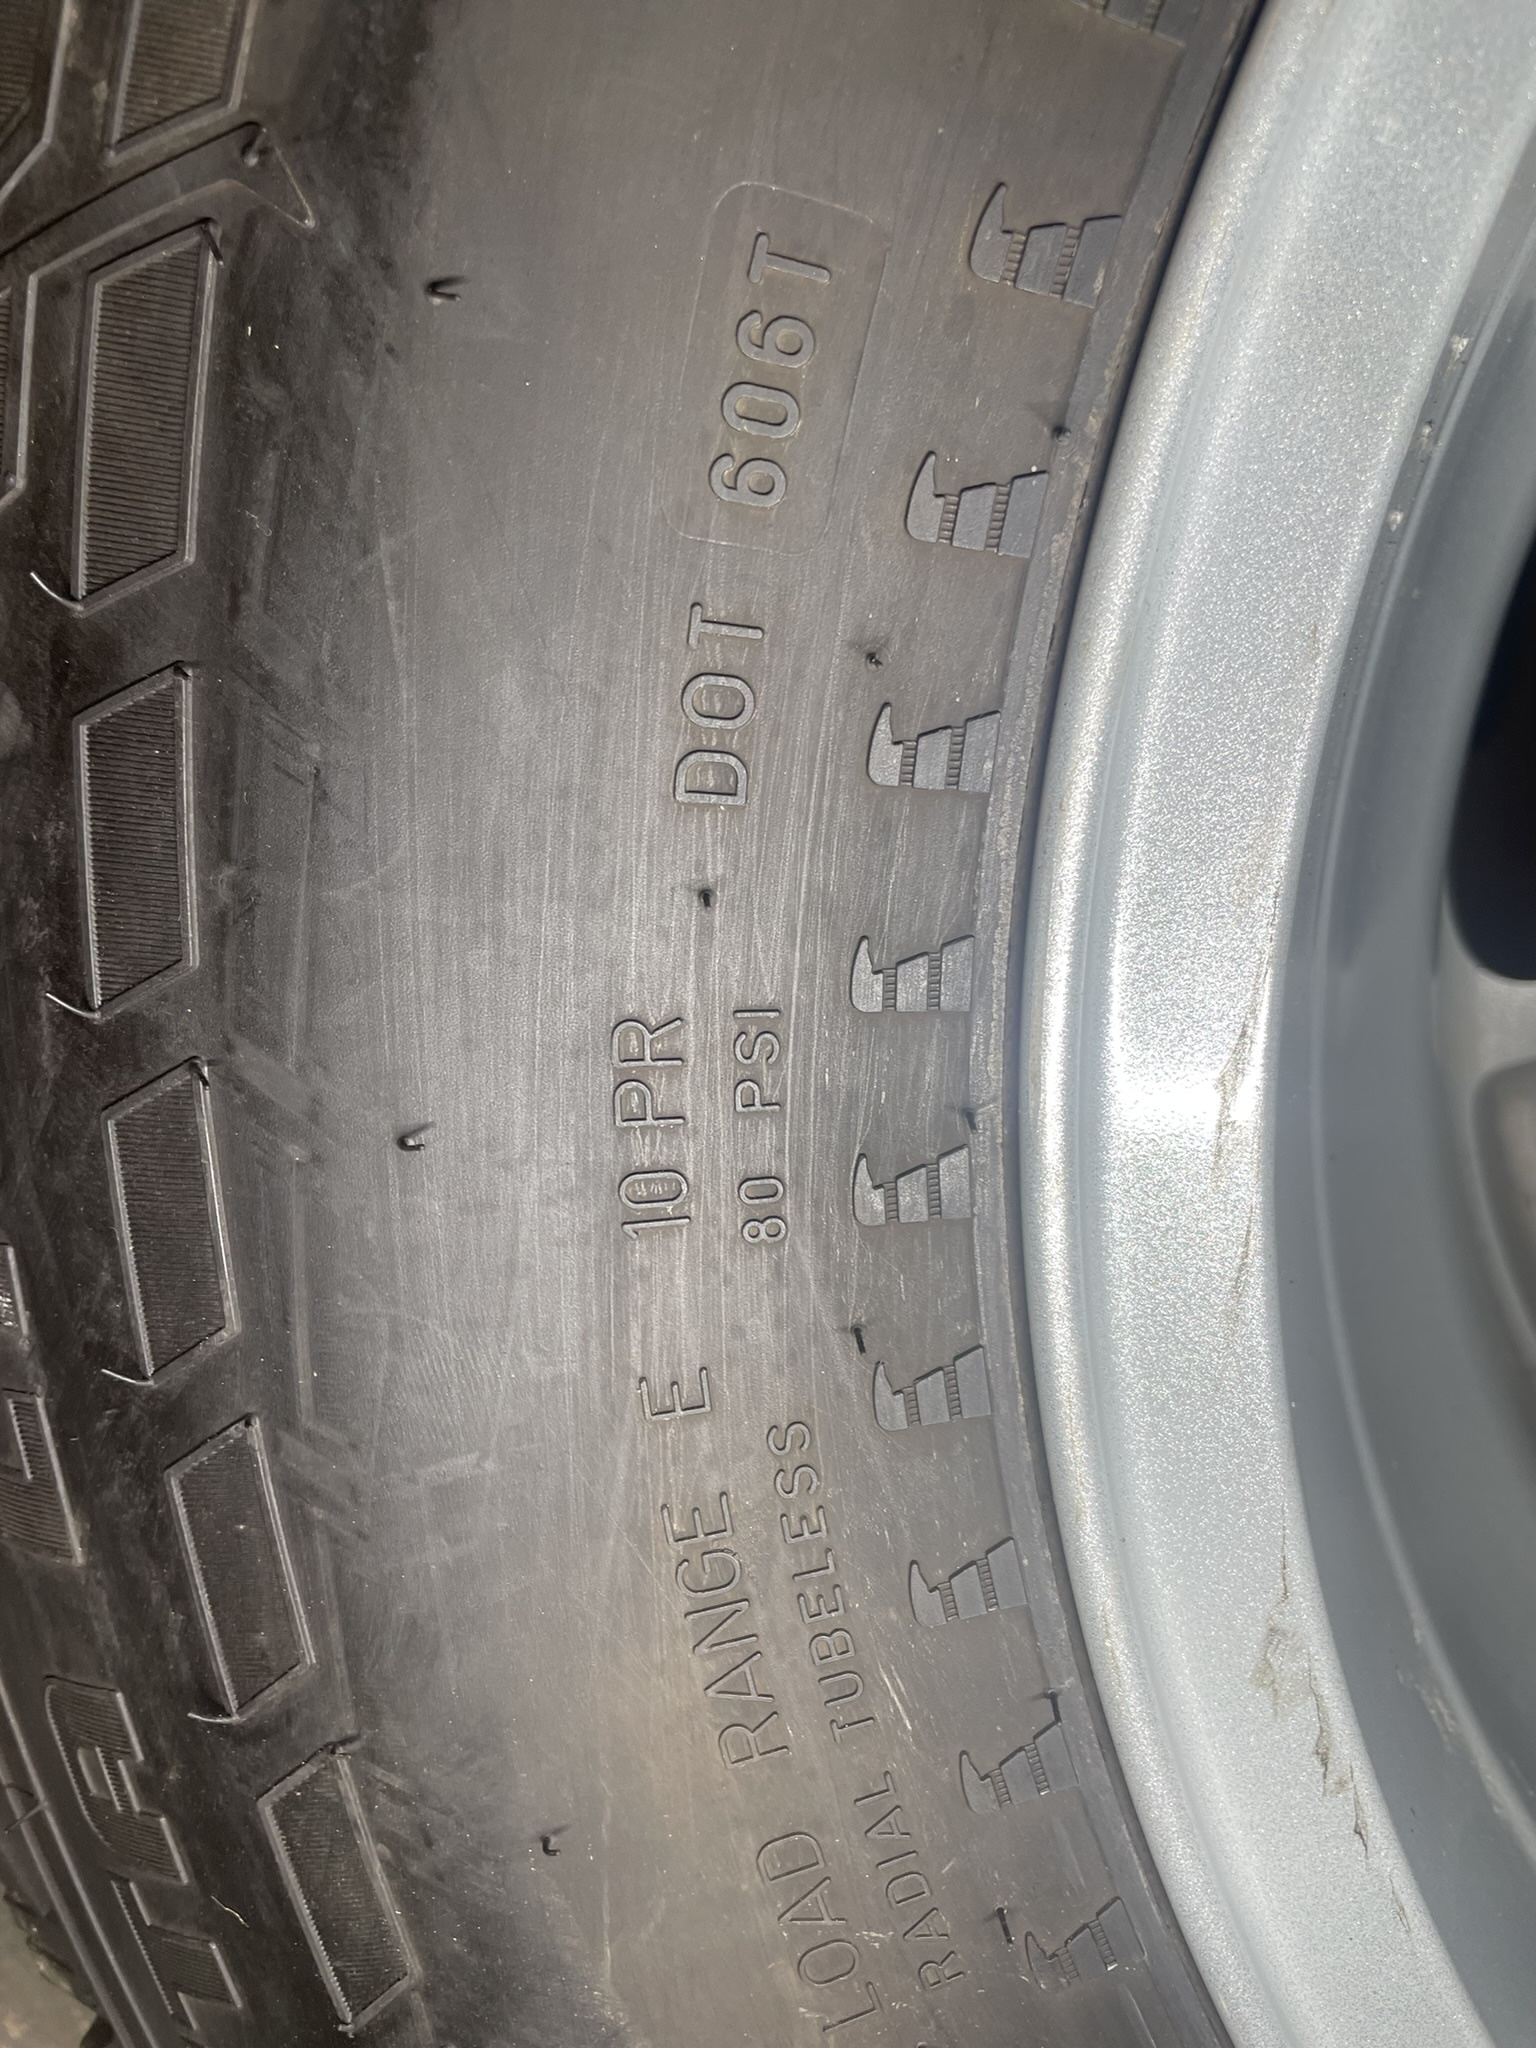 LOAD RANGE E 10 PR DOT 606T
RADIAL TUBELESS 80 PSI